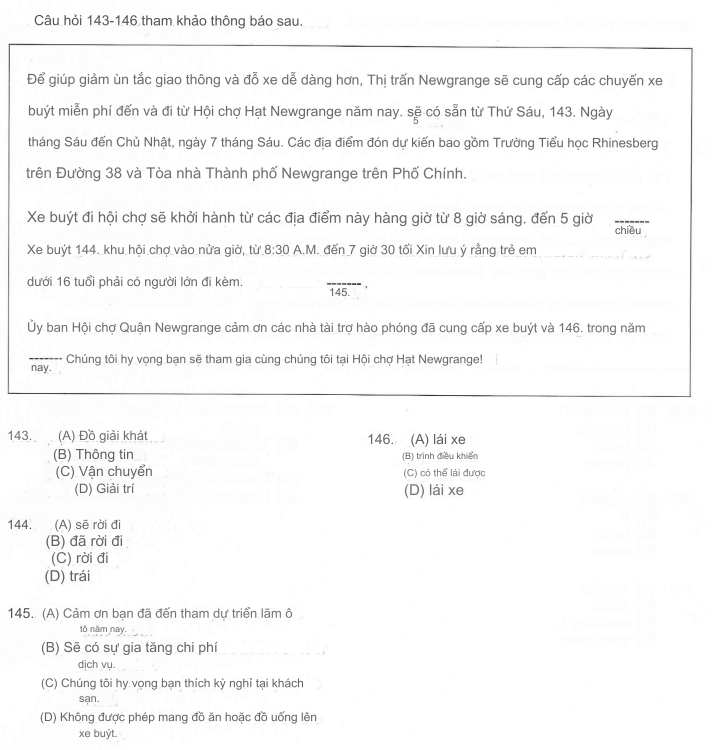 Câu hỏi 143-146 tham khảo thông báo sau.
Để giúp giảm ùn tắc giao thông và đỗ xe dễ dàng hơn, Thị trấn Newgrange sẽ cung cấp các chuyến xe
buýt miễn phí đến và đi từ Hội chợ Hạt Newgrange năm nay. sẽ có sẵn từ Thứ Sáu, 143. Ngày
5
tháng Sáu đến Chủ Nhật, ngày 7 tháng Sáu. Các địa điểm đón dự kiến bao gồm Trường Tiểu học Rhinesberg
trên Đường 38 và Tòa nhà Thành phố Newgrange trên Phố Chính.
Xe buýt đi hội chợ sẽ khởi hành từ các địa điểm này hàng giờ từ 8 giờ sáng. đến 5 giờ -------
chiều
Xe buýt 144. khu hội chợ vào nửa giờ, từ 8:30 A.M. đến 7 giờ 30 tối Xin lưu ý rằng trẻ em
dưới 16 tuổi phải có người lớn đi kèm. ------- .
145.
Ủy ban Hội chợ Quận Newgrange cảm ơn các nhà tài trợ hào phóng đã cung cấp xe buýt và 146. trong năm
------- Chúng tôi hy vọng bạn sẽ tham gia cùng chúng tôi tại Hội chợ Hạt Newgrange!
nay.
143. (A) Đồ giải khát
(B) Thông tin
(C) Vận chuyển
(D) Giải trí
144. (A) sẽ rời đi
(B) đã rời đi
(C) rời đi
(D) trái
145. (A) Cảm ơn bạn đã đến tham dự triển lãm ô
tô năm nay.
(B) Sẽ có sự gia tăng chi phí
dịch vụ.
(C) Chúng tôi hy vọng bạn thích kỳ nghỉ tại khách
sạn.
(D) Không được phép mang đồ ăn hoặc đồ uống lên
xe buýt.
146. (A) lái xe
(B) trình điều khiển
(C) có thể lái được
(D) lái xe